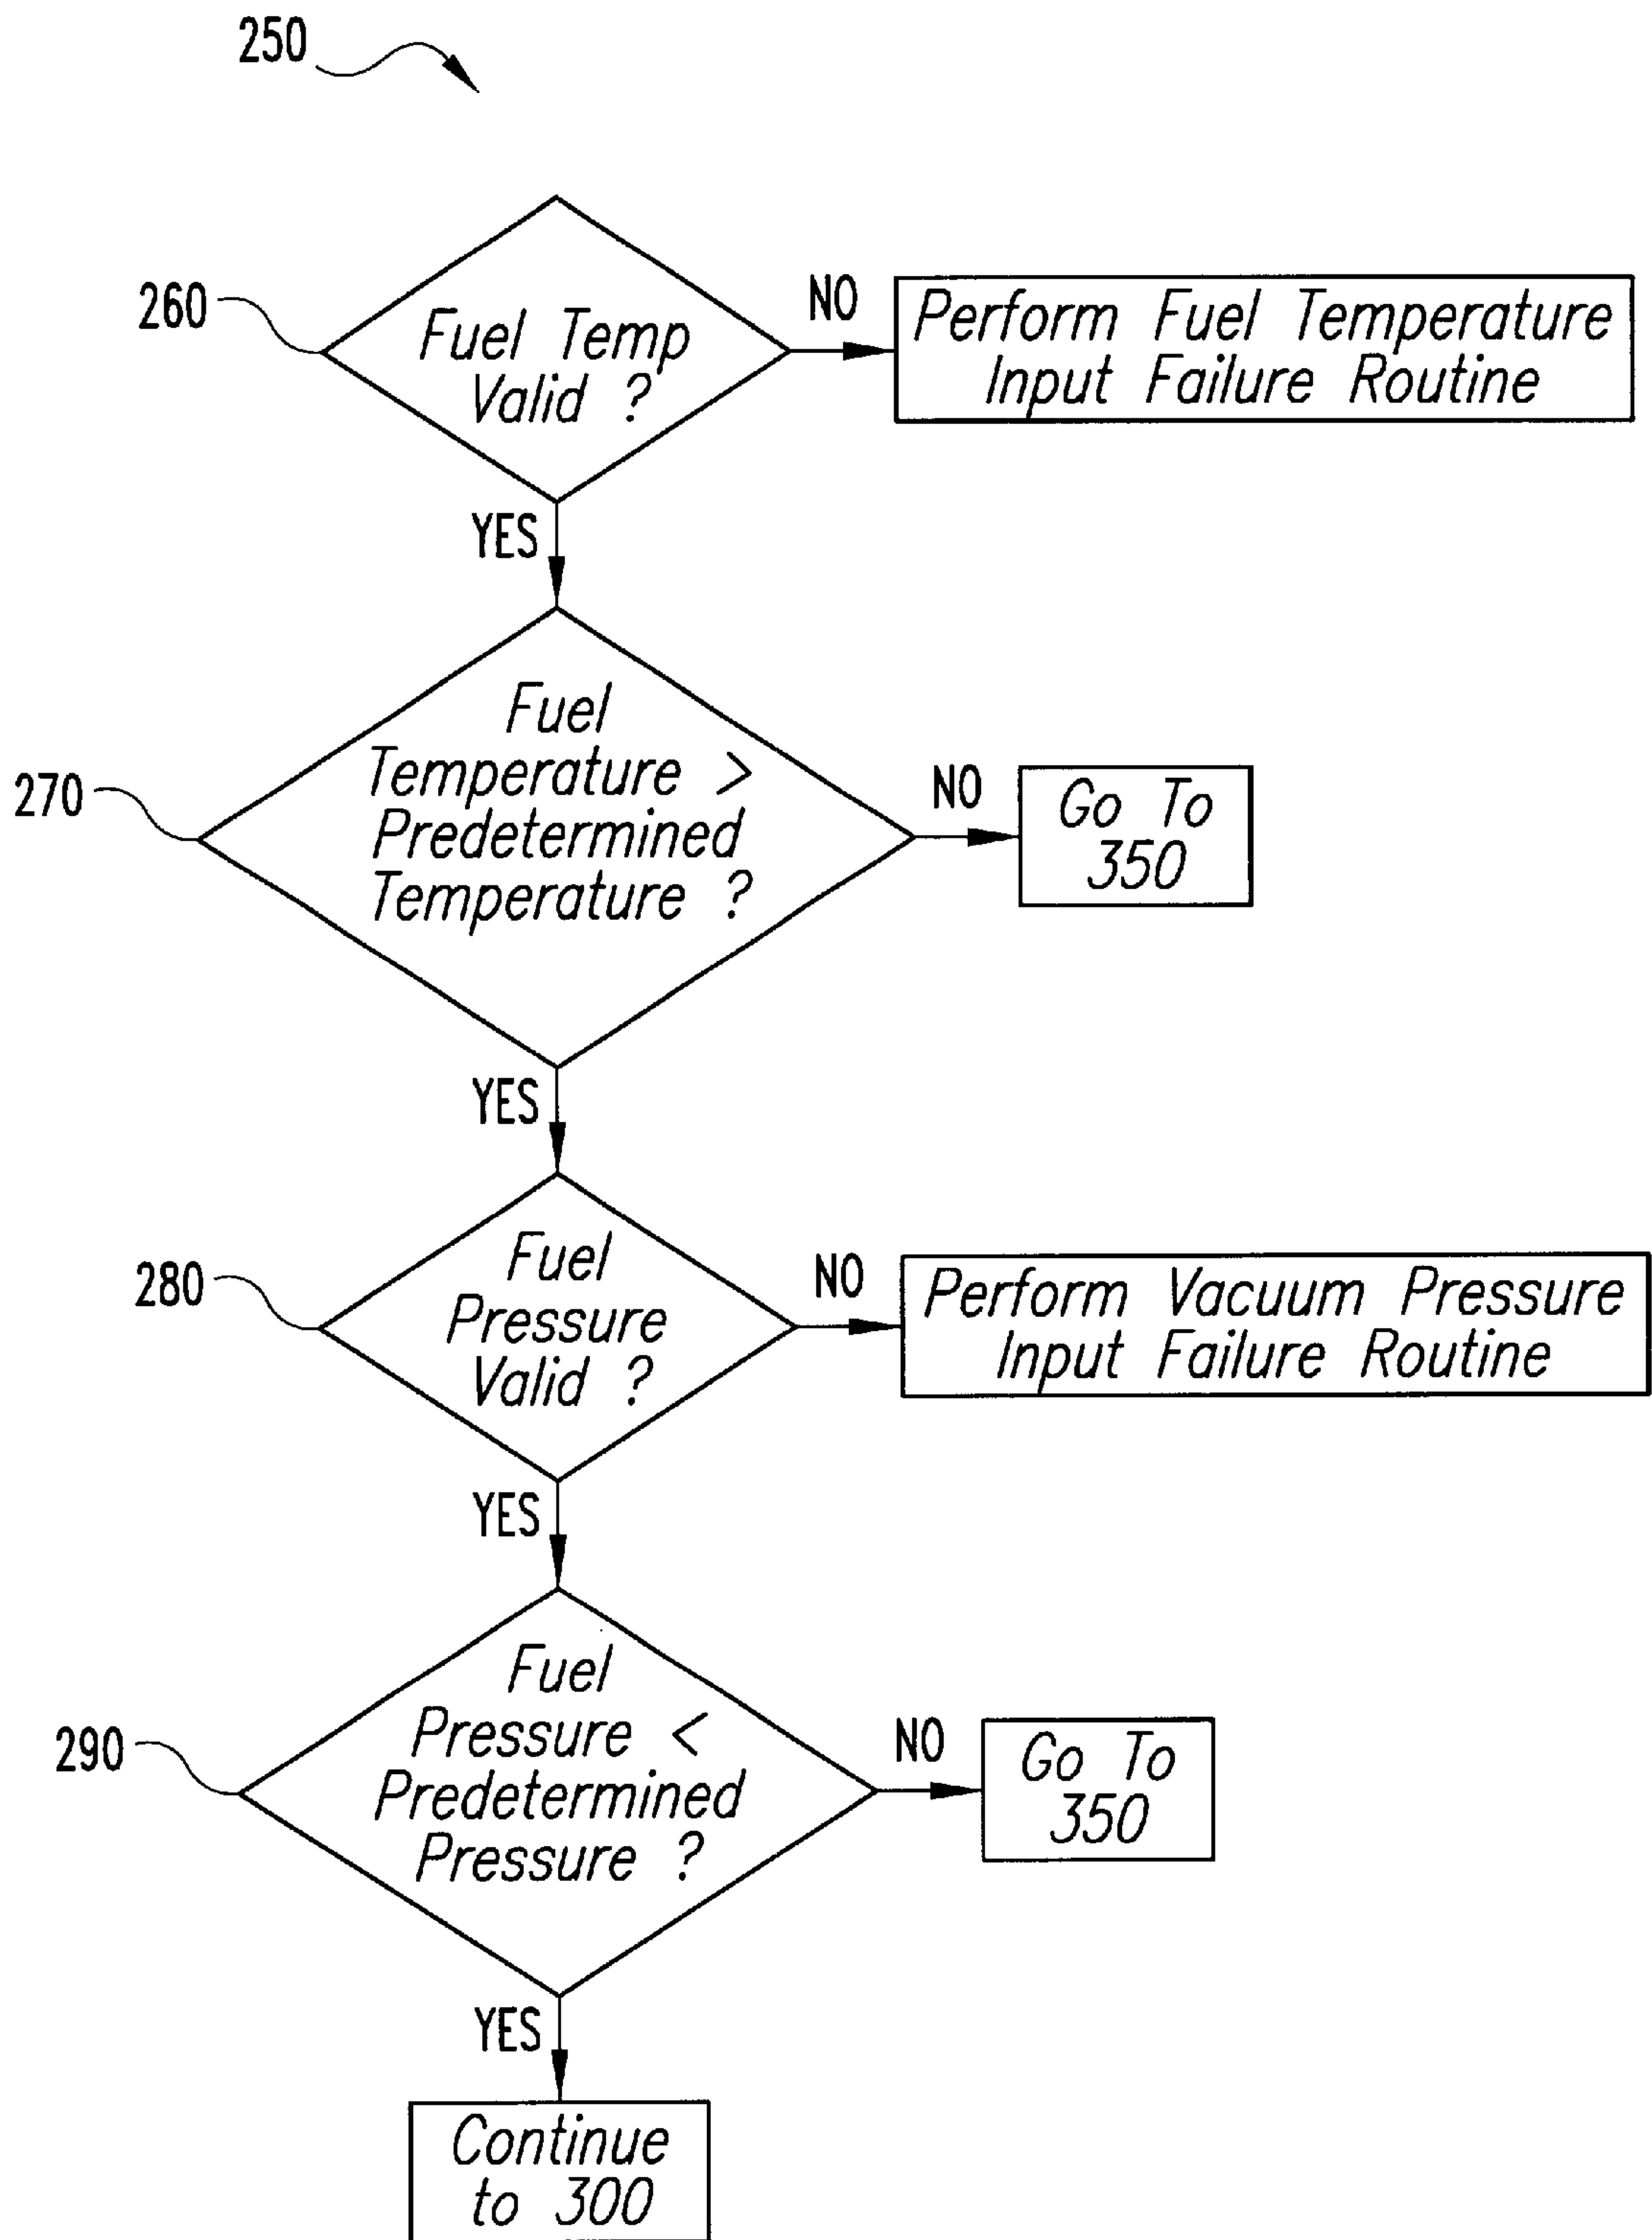 250
260
Fuel Temp
Valid ?
NO
Perform Fuel Temperature
Input Failure Routine
YES
270
Fuel
Temperature >
Predetermined
Temperature ?
NO
Go To
350
YES
280
Fuel
Pressure
Valid ?
NO
Perform Vacuum Pressure
Input Failure Routine
YES
290
Fuel
Pressure <
Predetermined
Pressure ?
NO
Go To
350
YES
Continue
to 300